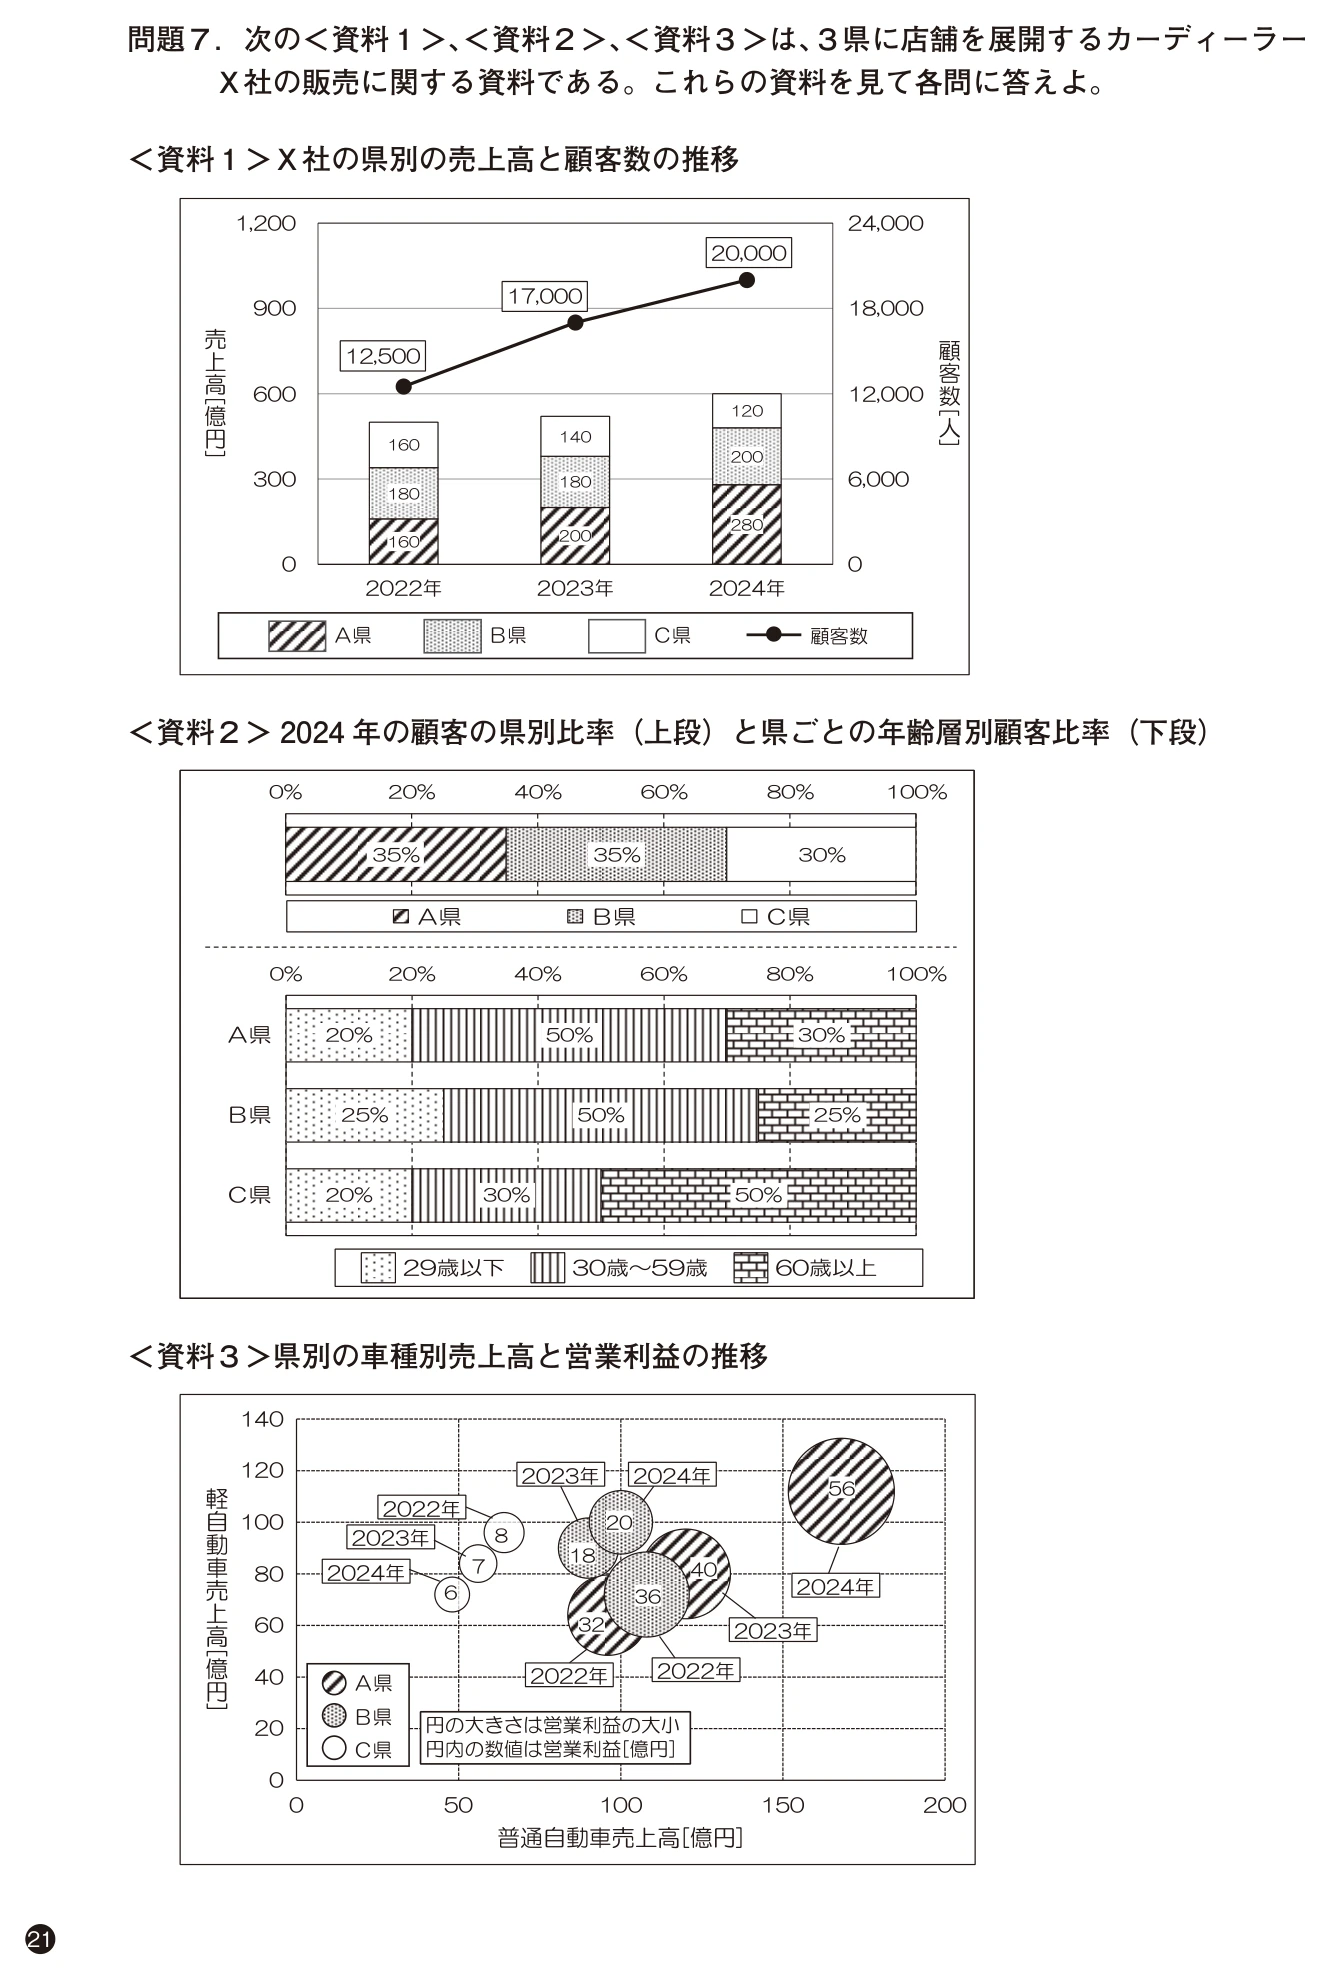 問題７．次の＜資料１＞、＜資料２＞、＜資料３＞は、３県に店舗を展開するカーディーラー
Ｘ社の販売に関する資料である。これらの資料を見て各問に答えよ。
＜資料１＞Ｘ社の県別の売上高と顧客数の推移
1,200
24,000
20,000
17,000
900
18,000
12,500
売上高[億円]
顧客数[人]
600
12,000
120
160
140
200
300
6,000
180
180
280
160
200
0
0
2022年
2023年
2024年
A県
B県
C県
顧客数
＜資料２＞2024 年の顧客の県別比率（上段）と県ごとの年齢層別顧客比率（下段）
0% 20% 40% 60% 80% 100%
35% 35% 30%
A県 B県 C県
0% 20% 40% 60% 80% 100%
A県 20% 50% 30%
B県 25% 50% 25%
C県 20% 30% 50%
29歳以下 30歳～59歳 60歳以上
＜資料３＞県別の車種別売上高と営業利益の推移
軽自動車売上高[億円]
140
120
2023年
2024年
56
2022年
100
8
20
2023年
7
18
80
2024年
6
40
2024年
36
60
32
2023年
2022年
2022年
40
A県
B県
C県
20
円の大きさは営業利益の大小
円内の数値は営業利益[億円]
0
0 50 100 150 200
普通自動車売上高[億円]
21